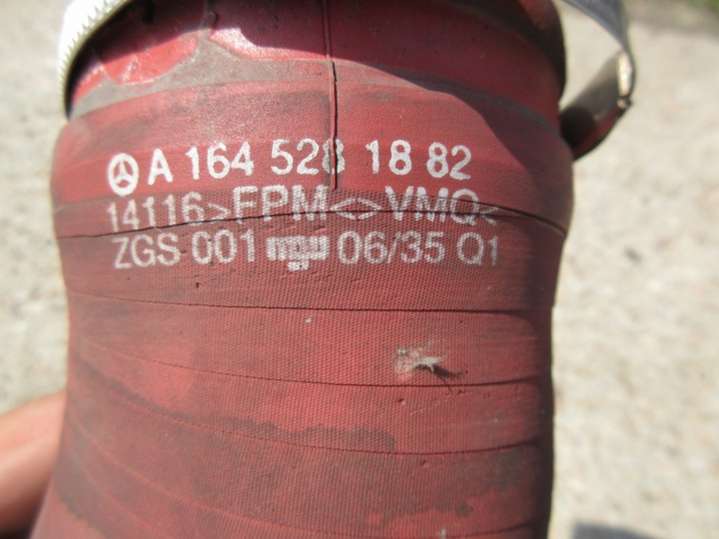 A 164 528 18 82
14116>FPM<>VMQ<
ZGS 001 06/35 Q1